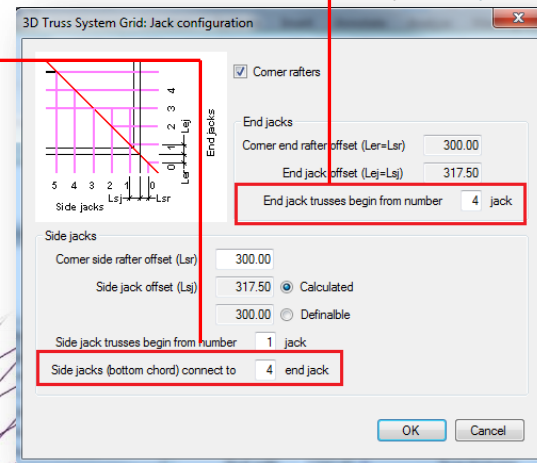 3D Truss System Grid: Jack configuration
x
Corner rafters
4
3
2
1
0
End jacks
Lej
Ler
5 4 3 2 1 0
Lsj
Lsr
Side jacks
End jacks
Corner end rafter offset (Ler=Lsr) 300.00
End jack offset (Lej=Lsj) 317.50
End jack trusses begin from number 4 jack
Side jacks
Corner side rafter offset (Lsr) 300.00
Side jack offset (Lsj) 317.50 Calculated
300.00 Definalble
Side jack trusses begin from number 1 jack
Side jacks (bottom chord) connect to 4 end jack
OK Cancel